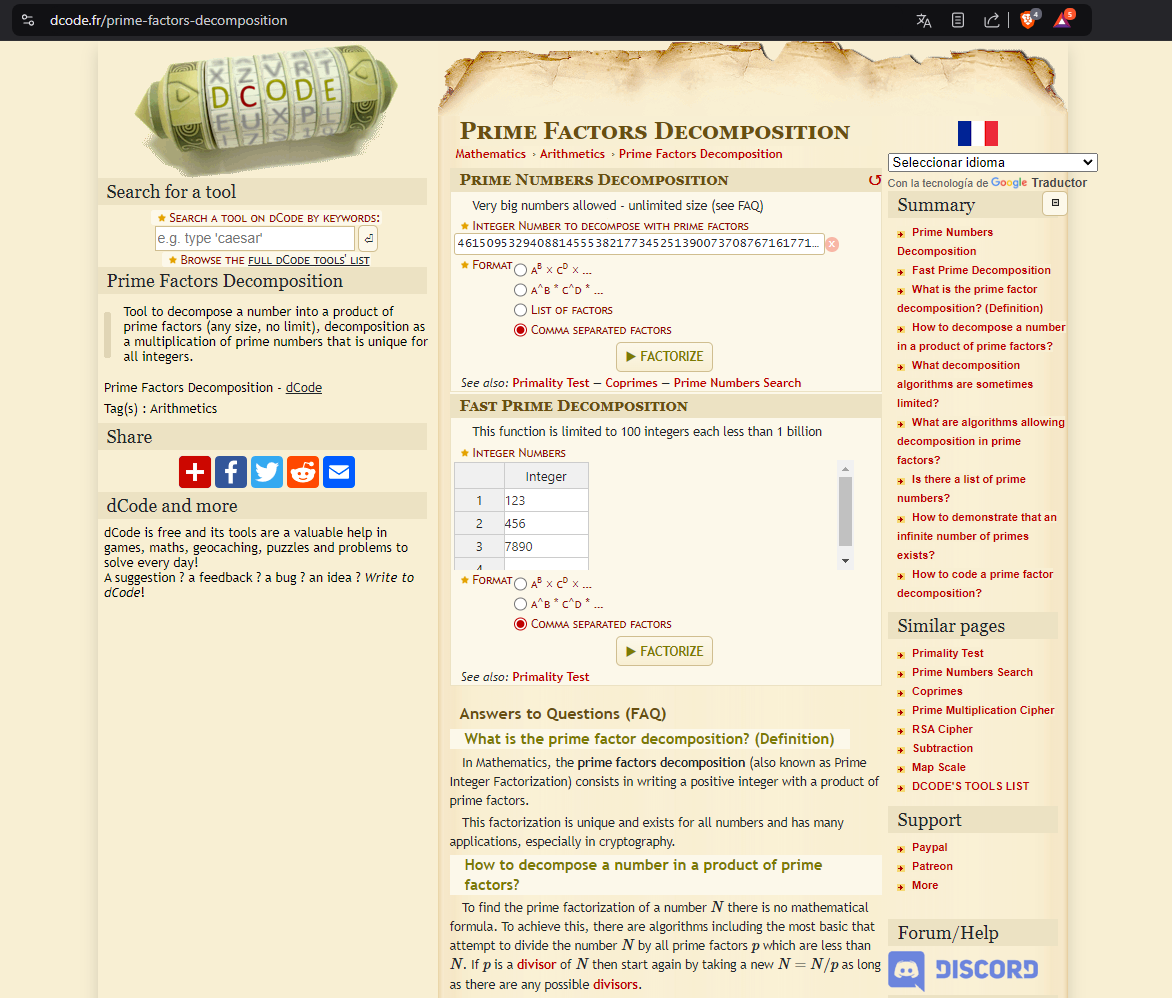 dcode.fr/prime-factors-decomposition
4
5
DCODE
Search for a tool
Search a tool on dCode by keywords:
e.g. type 'caesar'
Browse the full dCode tools' list
Prime Factors Decomposition
Tool to decompose a number into a product of
prime factors (any size, no limit), decomposition as
a multiplication of prime numbers that is unique for
all integers.
Prime Factors Decomposition - dCode
Tag(s) : Arithmetics
Share
dCode and more
dCode is free and its tools are a valuable help in
games, maths, geocaching, puzzles and problems to
solve every day!
A suggestion ? a feedback ? a bug ? an idea ? Write to
dCode!
Prime Factors Decomposition
Mathematics › Arithmetics › Prime Factors Decomposition
Prime Numbers Decomposition
Very big numbers allowed - unlimited size (see FAQ)
Integer Number to decompose with prime factors
461509532940881455538217734525139007370876716177​1...
Format A^B × C^D × ...
A^B * C^D * ...
List of factors
Comma separated factors
► FACTORIZE
See also: Primality Test — Coprimes — Prime Numbers Search
Fast Prime Decomposition
This function is limited to 100 integers each less than 1 billion
Integer Numbers
Integer
1 123
2 456
3 7890
4
Format A^B × C^D × ...
A^B * C^D * ...
Comma separated factors
► FACTORIZE
See also: Primality Test
Answers to Questions (FAQ)
What is the prime factor decomposition? (Definition)
In Mathematics, the prime factors decomposition (also known as Prime
Integer Factorization) consists in writing a positive integer with a product of
prime factors.
This factorization is unique and exists for all numbers and has many
applications, especially in cryptography.
How to decompose a number in a product of prime
factors?
To find the prime factorization of a number N there is no mathematical
formula. To achieve this, there are algorithms including the most basic that
attempt to divide the number N by all prime factors p which are less than
N. If p is a divisor of N then start again by taking a new N = N/p as long
as there are any possible divisors.
Seleccionar idioma
Con la tecnología de Google Traductor
Summary
Prime Numbers
Decomposition
Fast Prime Decomposition
What is the prime factor
decomposition? (Definition)
How to decompose a number
in a product of prime factors?
What decomposition
algorithms are sometimes
limited?
What are algorithms allowing
decomposition in prime
factors?
Is there a list of prime
numbers?
How to demonstrate that an
infinite number of primes
exists?
How to code a prime factor
decomposition?
Similar pages
Primality Test
Prime Numbers Search
Coprimes
Prime Multiplication Cipher
RSA Cipher
Subtraction
Map Scale
DCODE'S TOOLS LIST
Support
Paypal
Patreon
More
Forum/Help
DISCORD